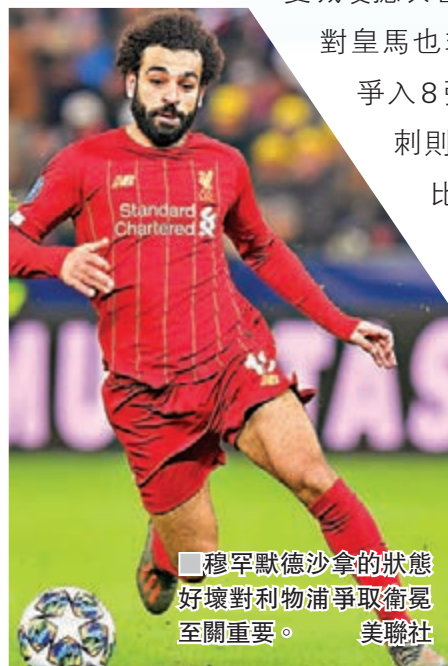 對皇馬也
爭入8
刺則
比
Standard
Chartered
■穆罕默德沙拿的狀態
好壞對利物浦爭取衛冕
至關重要。 美聯社